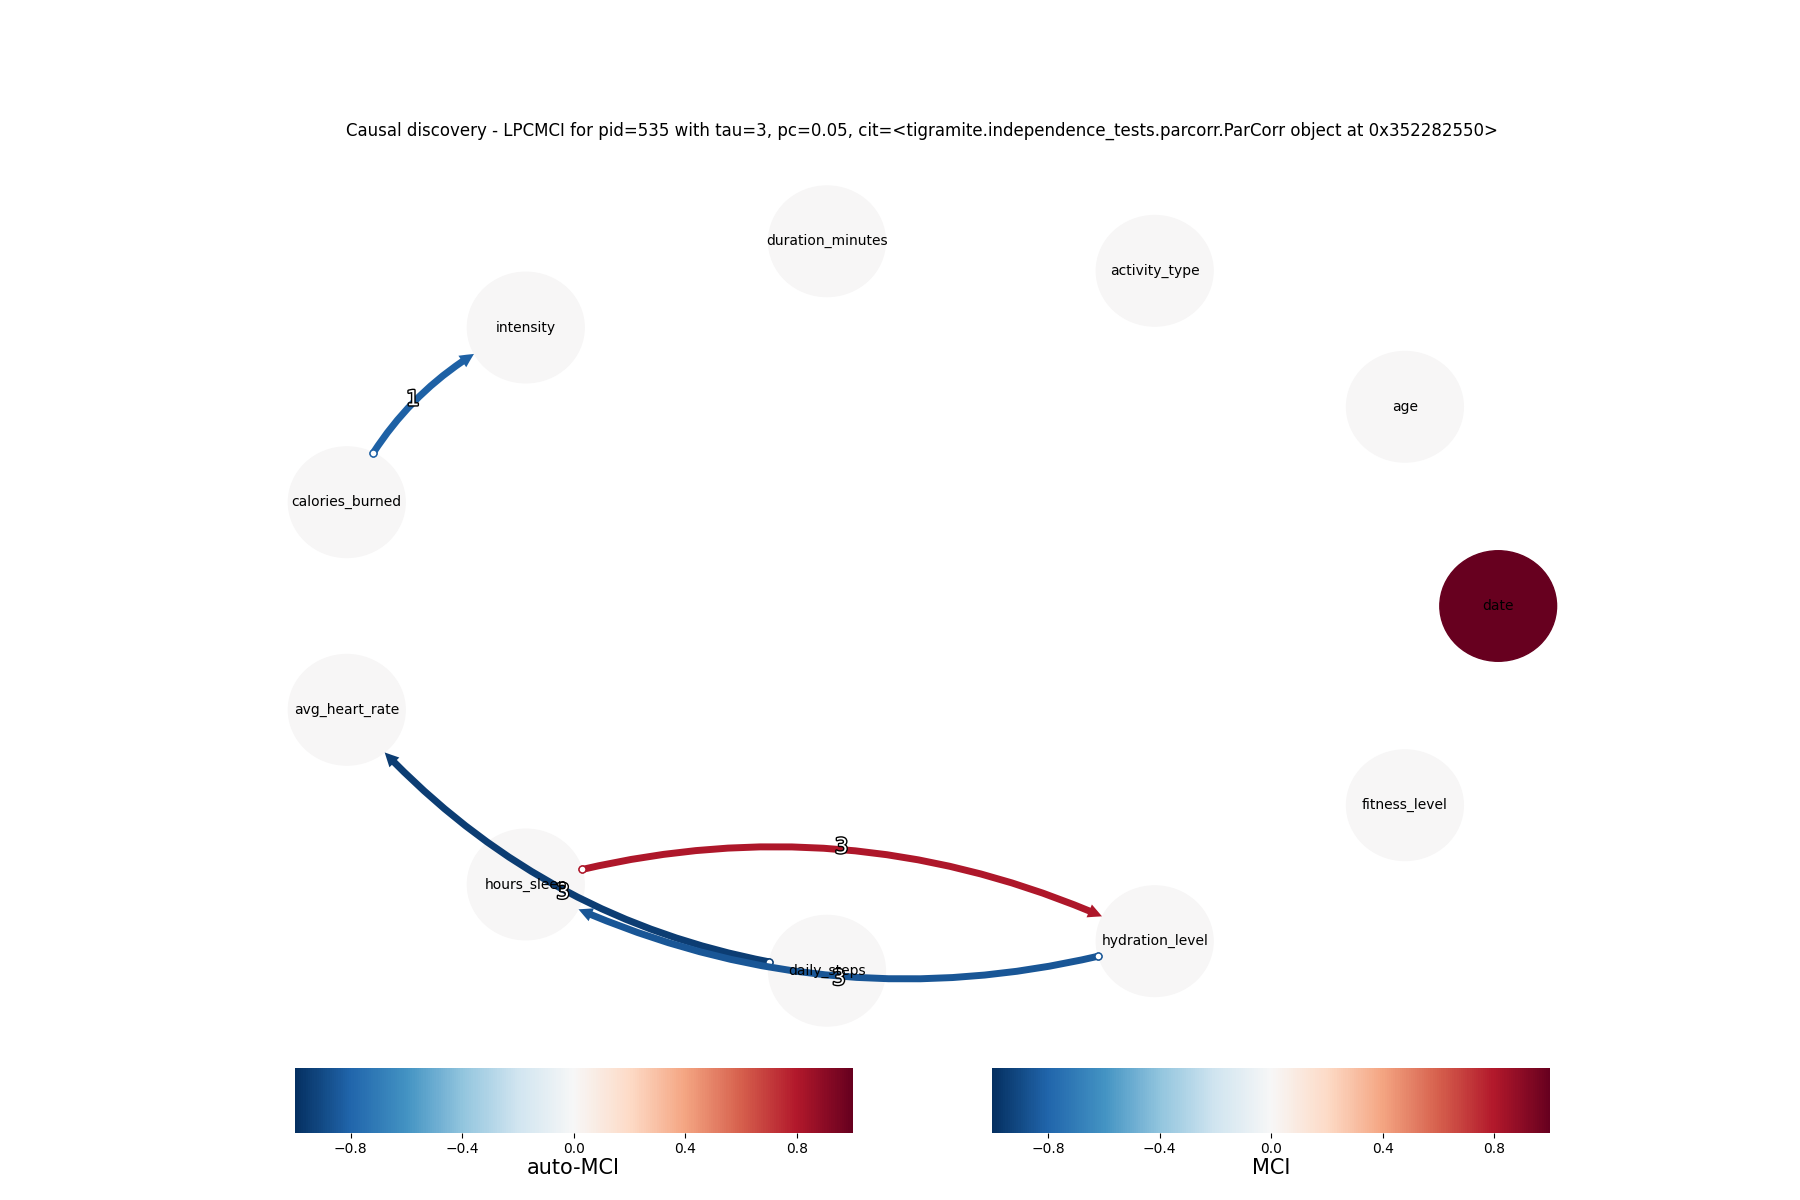 Causal discovery - LPCMCI for pid=535 with tau=3, pc=0.05, cit=<tigramite.independence_tests.parcorr.ParCorr object at 0x352282550>
duration_minutes
activity_type
intensity
1
age
calories_burned
date
avg_heart_rate
fitness_level
3
hours_sleep
3
hydration_level
daily_steps
3
−0.8 −0.4 0.0 0.4 0.8
auto-MCI
−0.8 −0.4 0.0 0.4 0.8
MCI